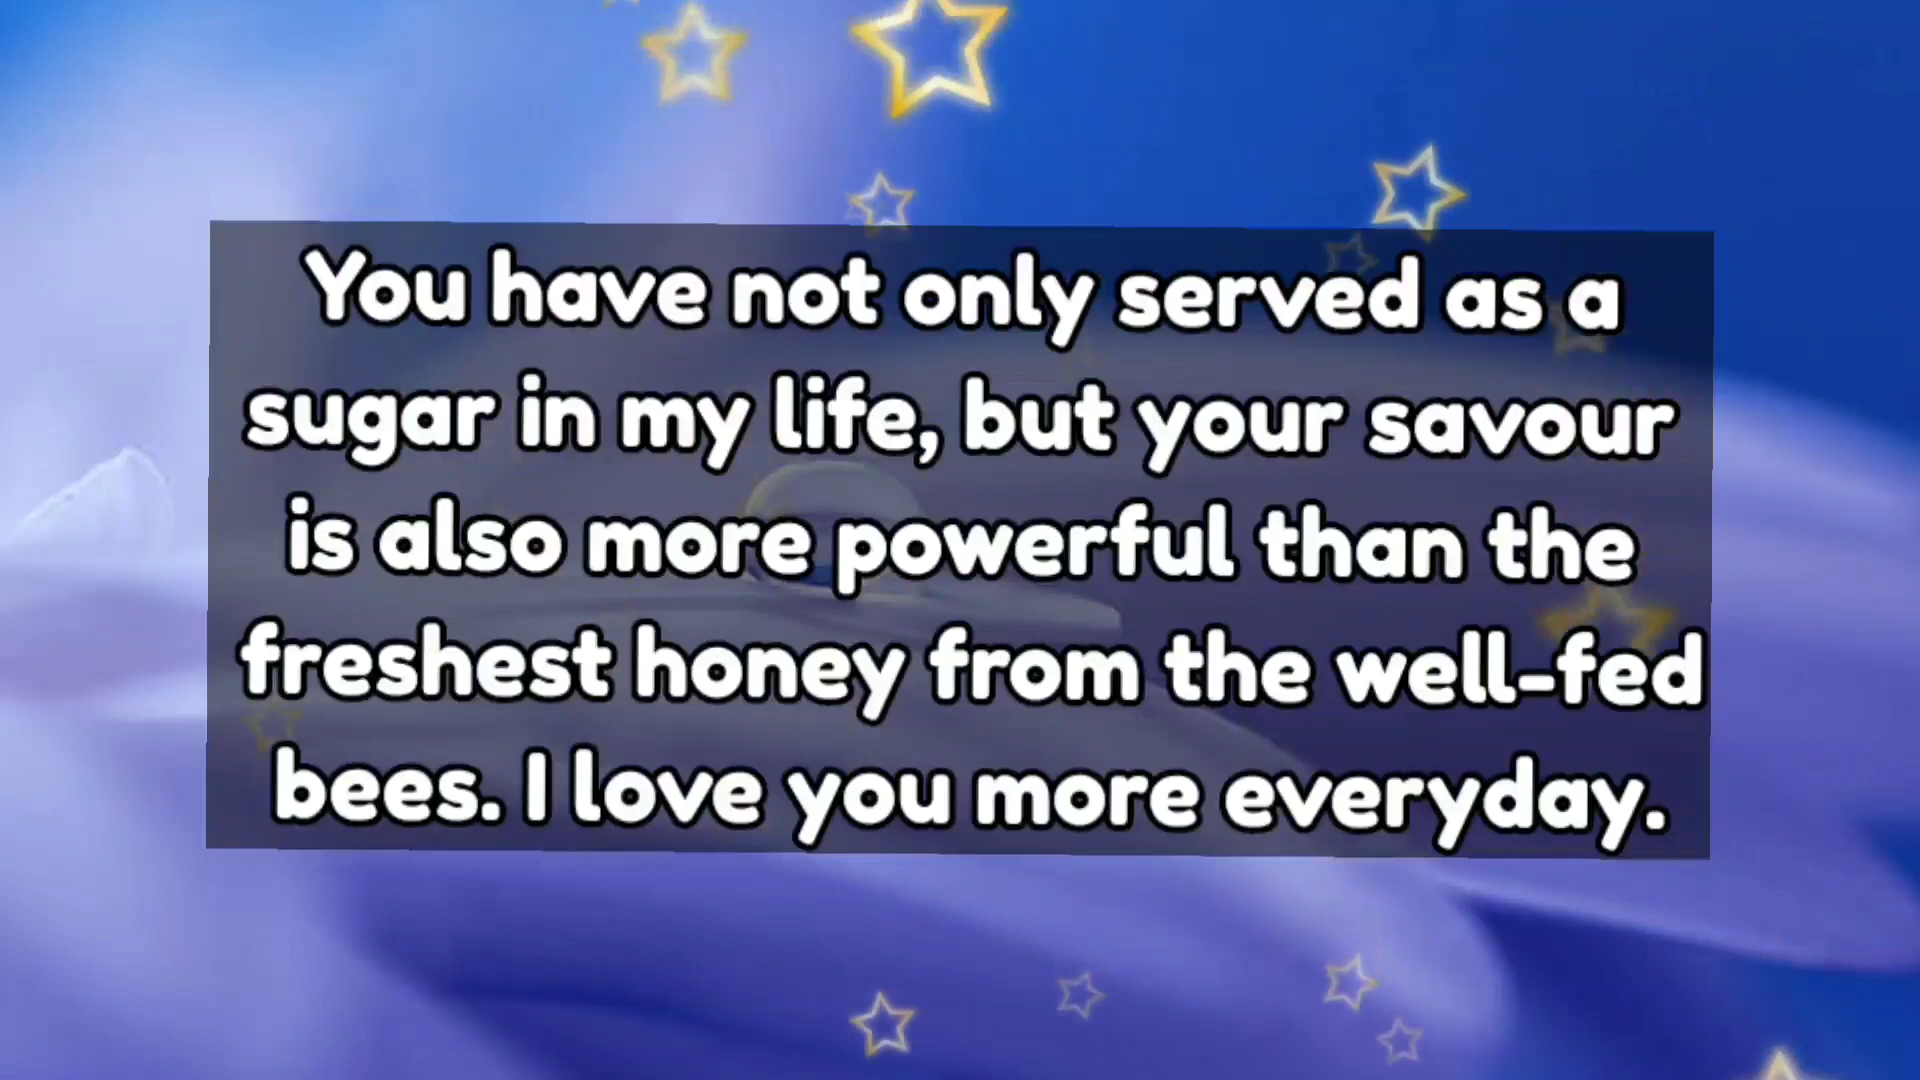 You have not only served as a
sugar in my life, but your savour
is also more powerful than the
freshest honey from the well-fed
bees. I love you more everyday.